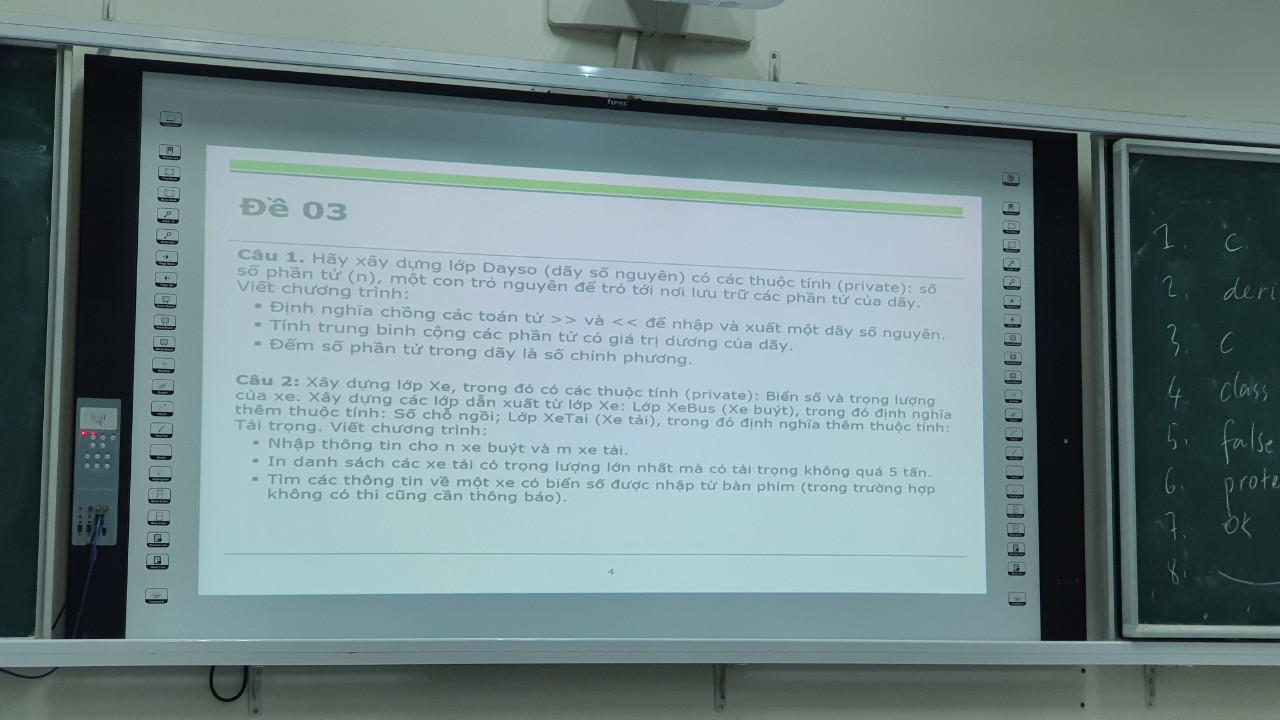 Đề 03
Câu 1. Hãy xây dựng lớp Dayso (dãy số nguyên) có các thuộc tính (private): số
số phần tử (n), một con trỏ nguyên để trỏ tới nơi lưu trữ các phần tử của dãy.
Viết chương trình:
▪ Định nghĩa chồng các toán tử >> và << để nhập và xuất một dãy số nguyên.
▪ Tính trung bình cộng các phần tử có giá trị dương của dãy.
▪ Đếm số phần tử trong dãy là số chính phương.
Câu 2: Xây dựng lớp Xe, trong đó có các thuộc tính (private): Biển số và trọng lượng
của xe. Xây dựng các lớp dẫn xuất từ lớp Xe: Lớp XeBus (Xe buýt), trong đó định nghĩa
thêm thuộc tính: Số chỗ ngồi; Lớp XeTai (Xe tải), trong đó định nghĩa thêm thuộc tính:
Tải trọng. Viết chương trình:
▪ Nhập thông tin cho n xe buýt và m xe tải.
▪ In danh sách các xe tải có trọng lượng lớn nhất mà có tải trọng không quá 5 tấn.
▪ Tìm các thông tin về một xe có biển số được nhập từ bàn phím (trong trường hợp
không có thì cũng cần thông báo).
4
1. c
2. deri
3. c
4. class
5. false
6. prote
7. ok
8.